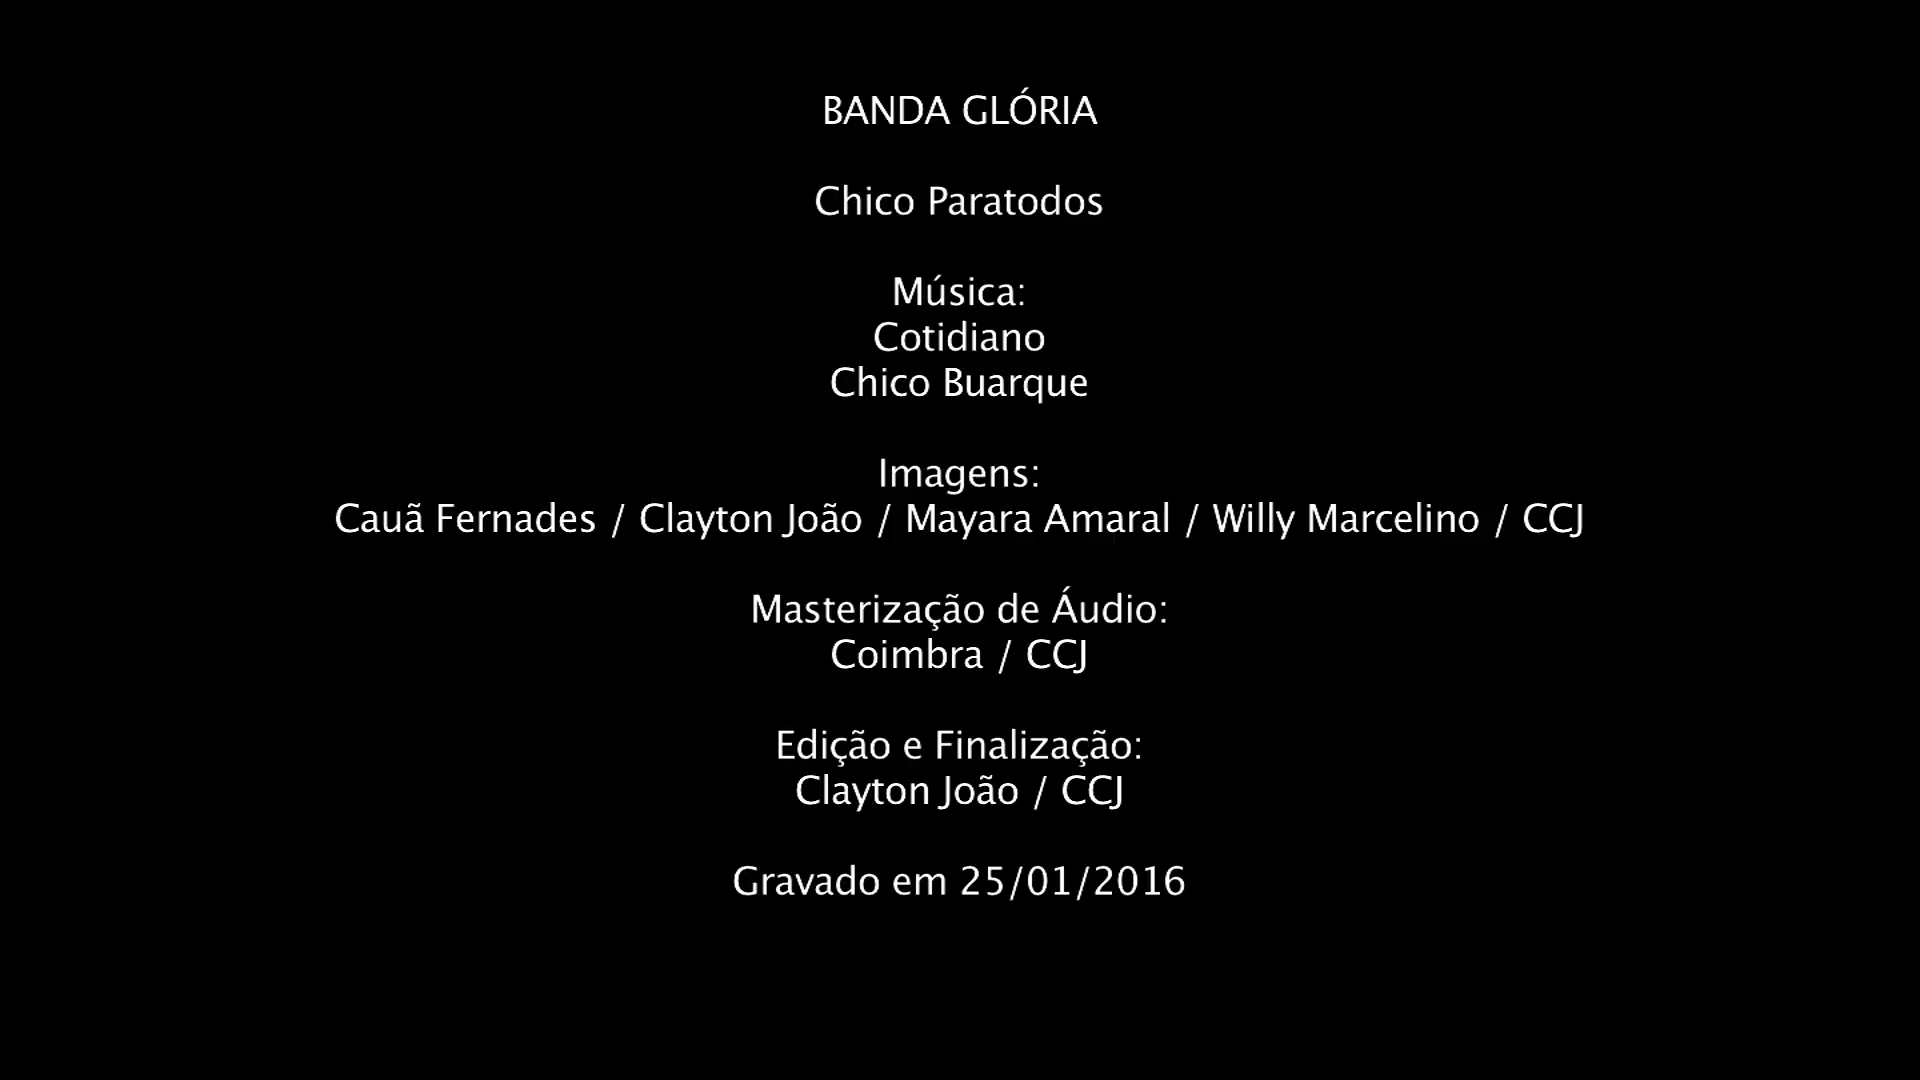 BANDA GLÓRIA
Chico Paratodos
Música:
Cotidiano
Chico Buarque
Imagens:
Cauã Fernades / Clayton João / Mayara Amaral / Willy Marcelino / CCJ
Masterização de Áudio:
Coimbra / CCJ
Edição e Finalização:
Clayton João / CCJ
Gravado em 25/01/2016